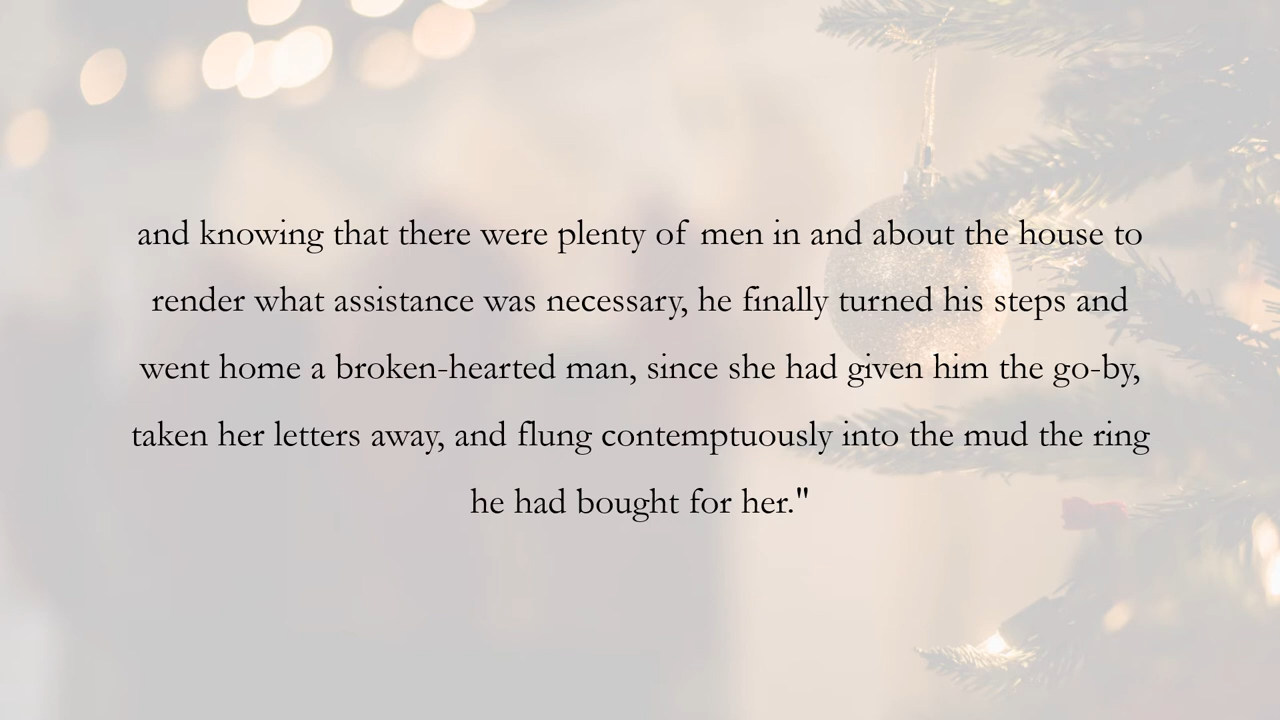 and knowing that there were plenty of men in and about the house to
render what assistance was necessary, he finally turned his steps and
went home a broken-hearted man, since she had given him the go-by,
taken her letters away, and flung contemptuously into the mud the ring
he had bought for her."